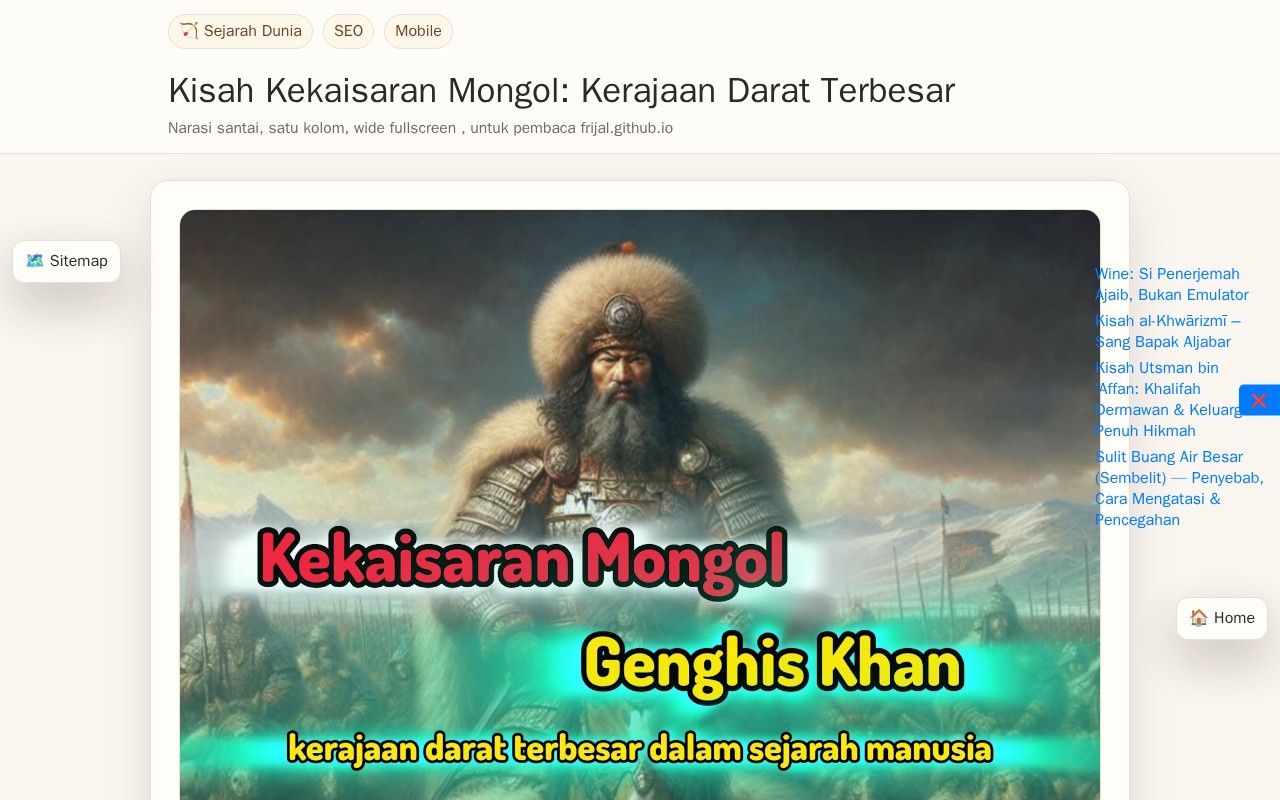 Sejarah Dunia
SEO
Mobile
Kisah Kekaisaran Mongol: Kerajaan Darat Terbesar
Narasi santai, satu kolom, wide fullscreen , untuk pembaca frijal.github.io
Sitemap
Kekaisaran Mongol
Genghis Khan
kerajaan darat terbesar dalam sejarah manusia
Wine: Si Penerjemah
Ajaib, Bukan Emulator
Kisah al-Khwārizmī –
Sang Bapak Aljabar
Kisah Utsman bin
'Affan: Khalifah
Dermawan & Keluarg
Penuh Hikmah
Sulit Buang Air Besar
(Sembelit) — Penyebab,
Cara Mengatasi &
Pencegahan
Home